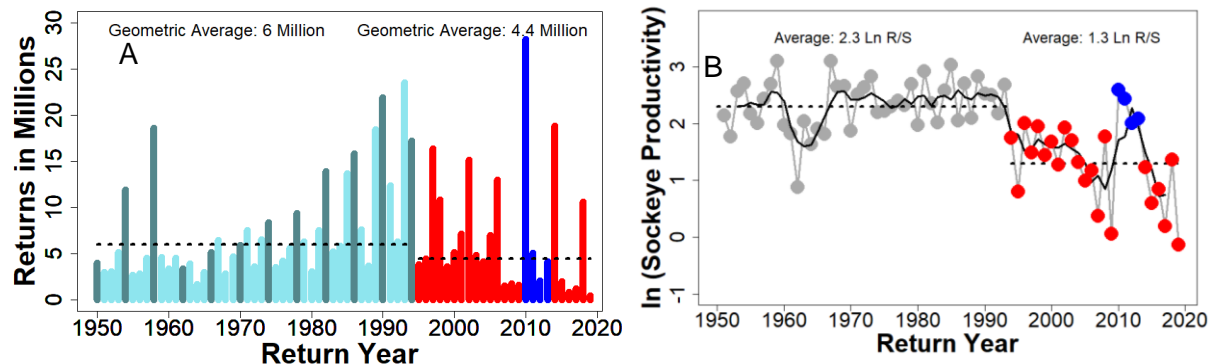 Geometric Average: 6 Million
Geometric Average: 4.4 Million
A
Returns in Millions
30
25
20
15
10
5
0
1950
1960
1970
1980
1990
2000
2010
2020
Return Year
B
Average: 2.3 Ln R/S
Average: 1.3 Ln R/S
ln (Sockeye Productivity)
3
2
1
0
-1
1950
1960
1970
1980
1990
2000
2010
2020
Return Year